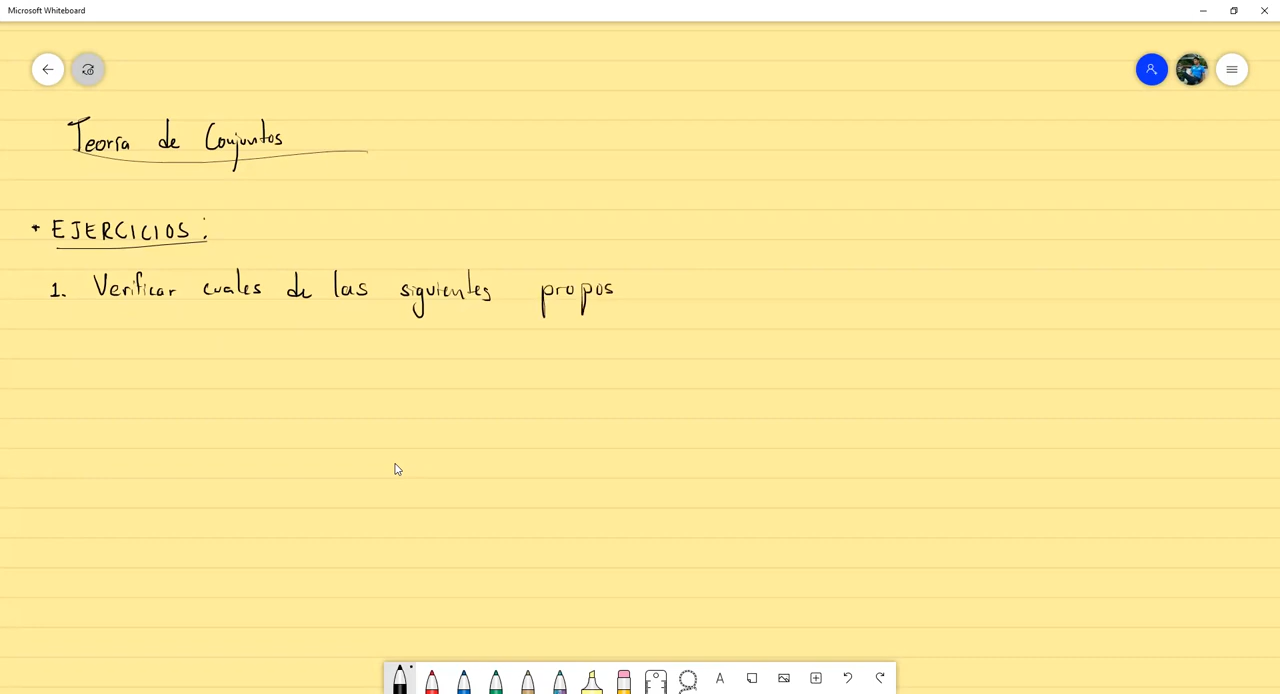 Microsoft Whiteboard
Teoría de Conjuntos
* EJERCICIOS:
1. Verificar cuales de las siguientes propos
A